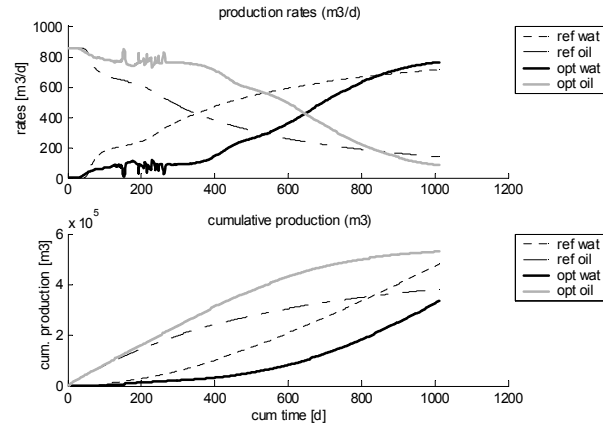 production rates (m3/d)
1000
800
600
400
200
0
rates [m3/d]
0 200 400 600 800 1000 1200
ref wat
ref oil
opt wat
opt oil
cumulative production (m3)
x 10^5
6
4
2
0
cum. production [m3]
0 200 400 600 800 1000 1200
cum time [d]
ref wat
ref oil
opt wat
opt oil